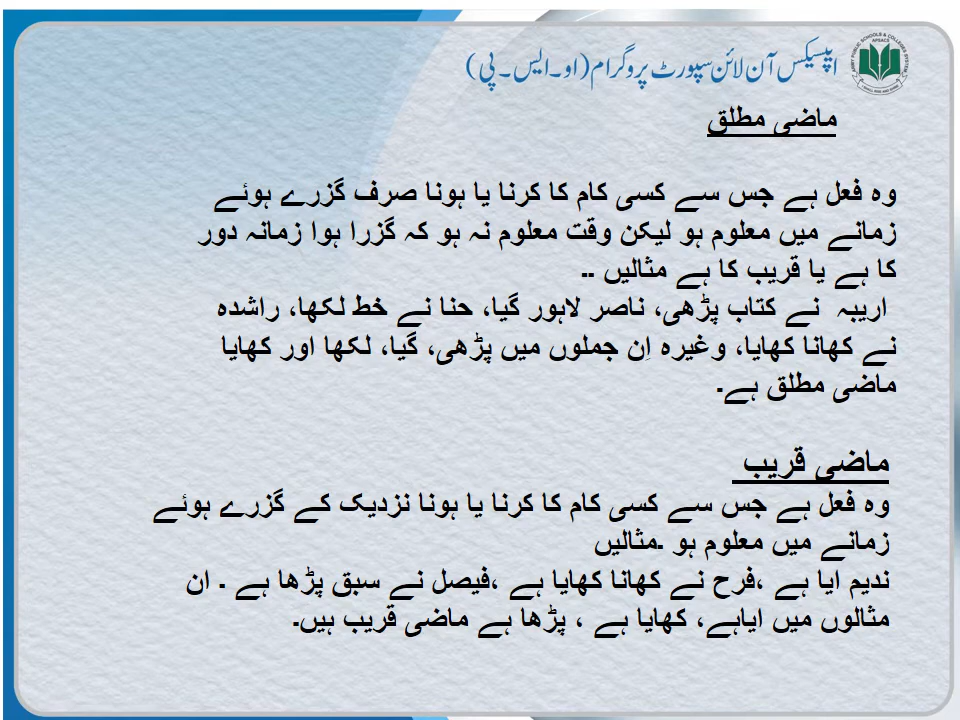 اپسیکس آن لائن سپورٹ پروگرام (او۔ایس۔پی)
ARMY PUBLIC SCHOOLS & COLLEGES SYSTEM
APSACS
ماضی مطلق
وہ فعل ہے جس سے کسی کام کا کرنا یا ہونا صرف گزرے ہوئے
زمانے میں معلوم ہو لیکن وقت معلوم نہ ہو کہ گزرا ہوا زمانہ دور
کا ہے یا قریب کا ہے مثالیں ۔۔
اریبہ نے کتاب پڑھی، ناصر لاہور گیا، حنا نے خط لکھا، راشدہ
نے کھانا کھایا، وغیرہ اِن جملوں میں پڑھی، گیا، لکھا اور کھایا
ماضی مطلق ہے۔
ماضی قریب
وہ فعل ہے جس سے کسی کام کا کرنا یا ہونا نزدیک کے گزرے ہوئے
زمانے میں معلوم ہو ۔مثالیں
ندیم ایا ہے ،فرح نے کھانا کھایا ہے ،فیصل نے سبق پڑھا ہے ۔ ان
مثالوں میں ایاہے، کھایا ہے ، پڑھا ہے ماضی قریب ہیں۔